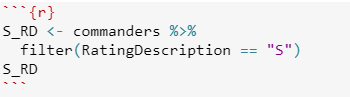 ```{r}
S_RD <- commanders %>%
  filter(RatingDescription == "S")
S_RD
```